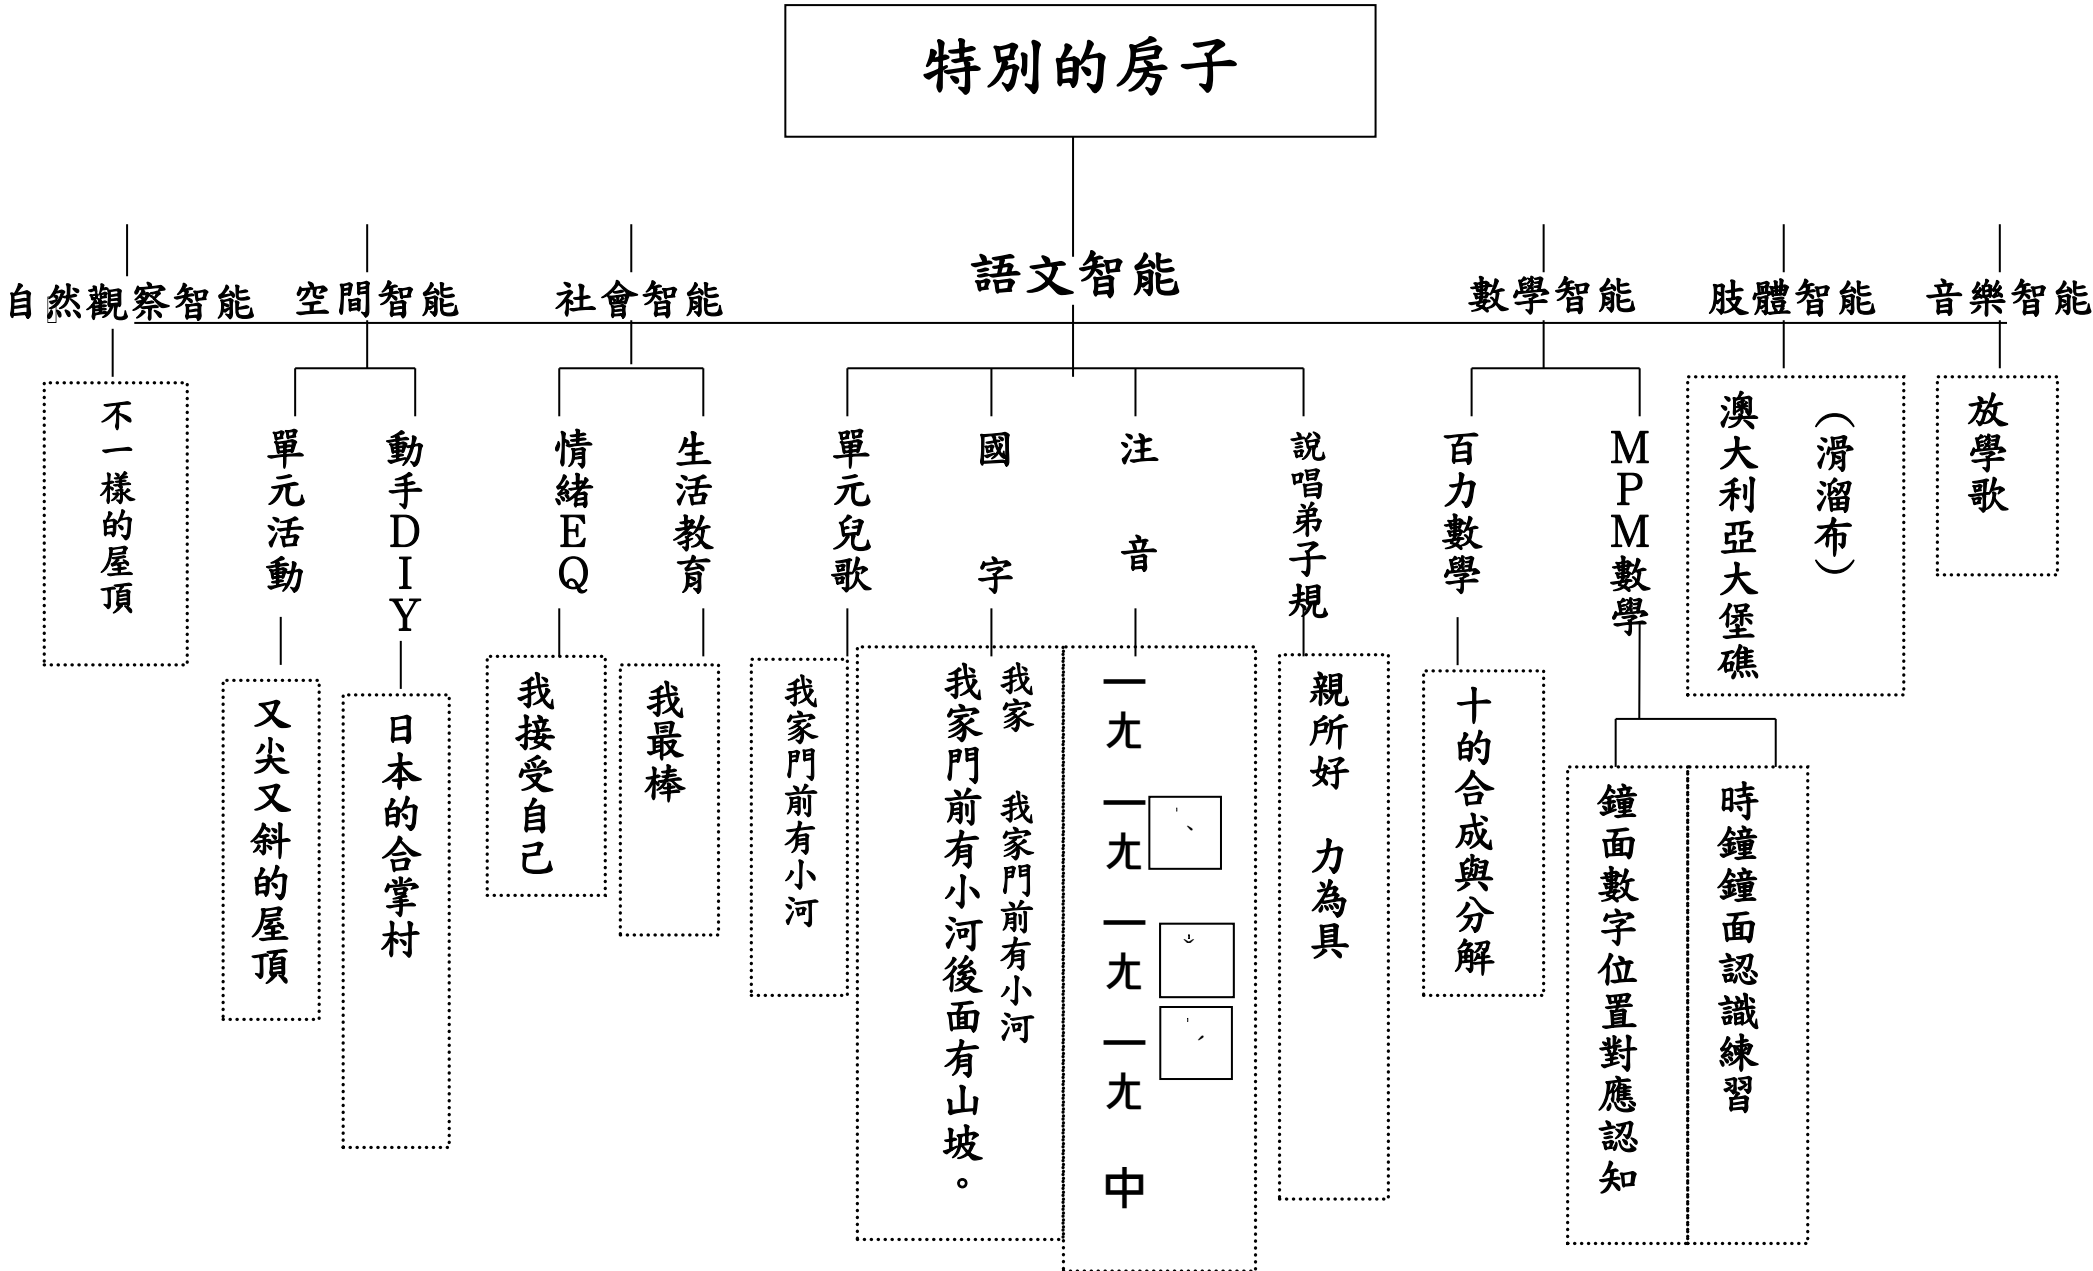 特別的房子
自然觀察智能
空間智能
社會智能
語文智能
數學智能
肢體智能
音樂智能
不一樣的屋頂
單元活動
又尖又斜的屋頂
動手DIY
日本的合掌村
情緒EQ
我接受自己
生活教育
我最棒
單元兒歌
我家門前有小河
國字
我家 我家門前有小河
我家門前有小河後面有山坡。
注音
ㄧㄤ ㄧㄤˋ ㄧㄤˇ ㄧㄤˊ 中
說唱弟子規
親所好 力為具
百力數學
十的合成與分解
MPM數學
鐘面數字位置對應認知
時鐘鐘面認識練習
(滑溜布)
澳大利亞大堡礁
放學歌